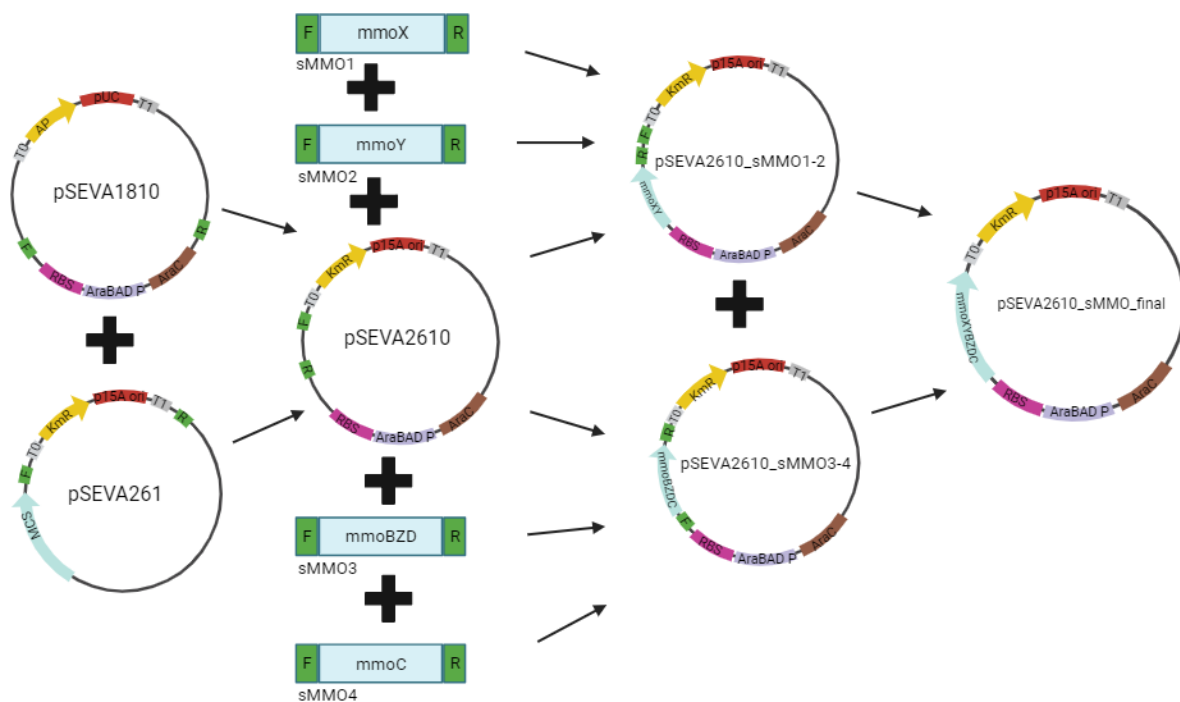 F mmoX R
sMMO1
F mmoY R
sMMO2
T0 AP pUC T1
pSEVA1810
F RBS AraBAD P AraC R
T0 KmR p15A ori T1 R
F
pSEVA261
MCS
T0 KmR p15A ori T1
F
R
pSEVA2610
RBS AraBAD P AraC
F mmoBZD R
sMMO3
F mmoC R
sMMO4
T0 KmR p15A ori T1
R F
pSEVA2610_sMMO1-2
mmoXY
RBS AraBAD P AraC
T0 KmR p15A ori T1
R
pSEVA2610_sMMO3-4
mmoBZDC
F
RBS AraBAD P AraC
T0 KmR p15A ori T1
pSEVA2610_sMMO_final
mmoXYBZDC
RBS AraBAD P AraC